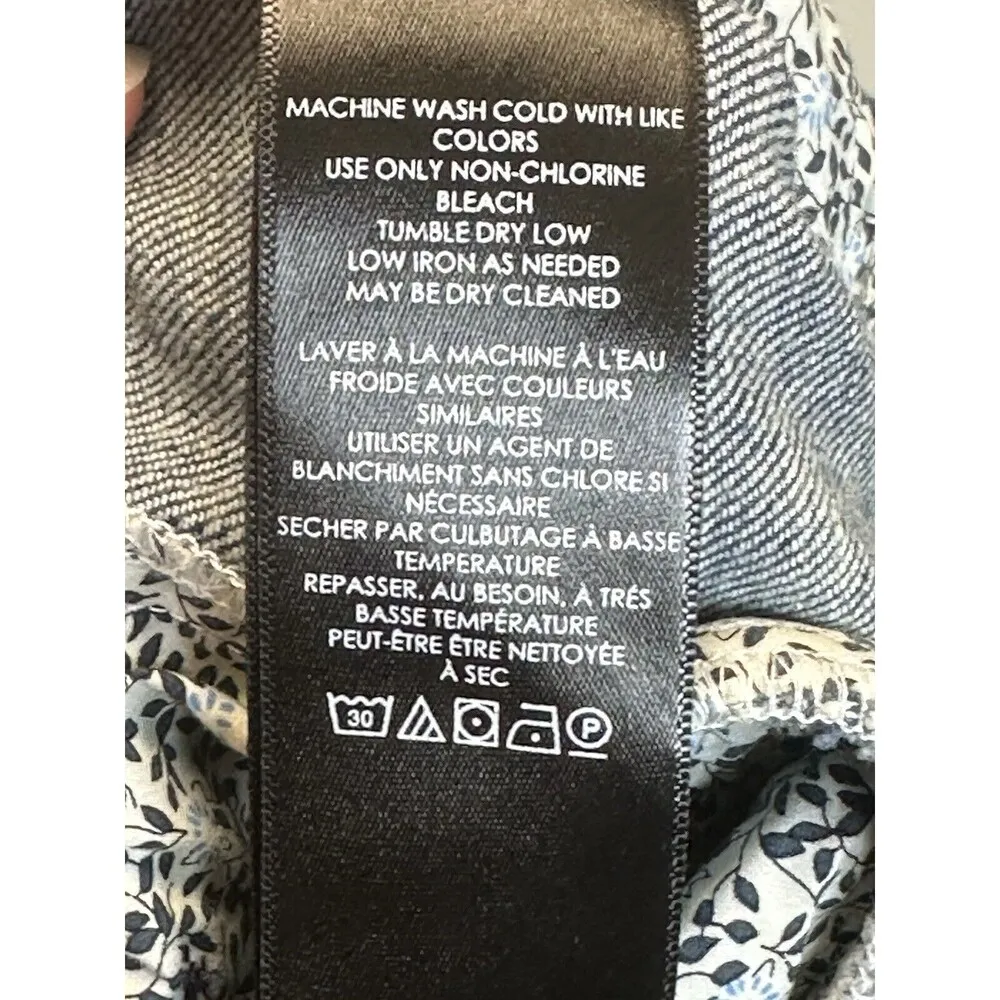 MACHINE WASH COLD WITH LIKE
COLORS
USE ONLY NON-CHLORINE
BLEACH
TUMBLE DRY LOW
LOW IRON AS NEEDED
MAY BE DRY CLEANED
LAVER À LA MACHINE À L'EAU
FROIDE AVEC COULEURS
SIMILAIRES
UTILISER UN AGENT DE
BLANCHIMENT SANS CHLORE SI
NÉCESSAIRE
SECHER PAR CULBUTAGE À BASSE
TEMPERATURE
REPASSER, AU BESOIN, À TRÉS
BASSE TEMPÉRATURE
PEUT-ÊTRE ÊTRE NETTOYÉE
À SEC
30 P